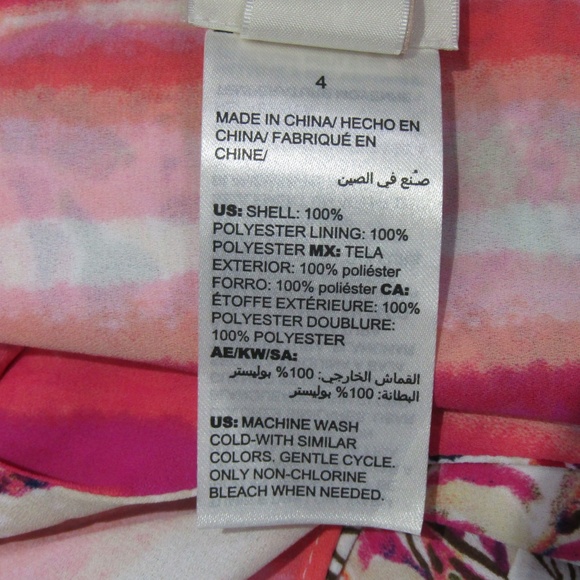 4
MADE IN CHINA/ HECHO EN
CHINA/ FABRIQUÉ EN
CHINE/
صُنع في الصين
US: SHELL: 100%
POLYESTER LINING: 100%
POLYESTER MX: TELA
EXTERIOR: 100% poliéster
FORRO: 100% poliéster CA:
ÉTOFFE EXTÉRIEURE: 100%
POLYESTER DOUBLURE:
100% POLYESTER
AE/KW/SA:
القماش الخارجي: 100% بوليستر
البطانة: 100% بوليستر
US: MACHINE WASH
COLD-WITH SIMILAR
COLORS. GENTLE CYCLE.
ONLY NON-CHLORINE
BLEACH WHEN NEEDED.